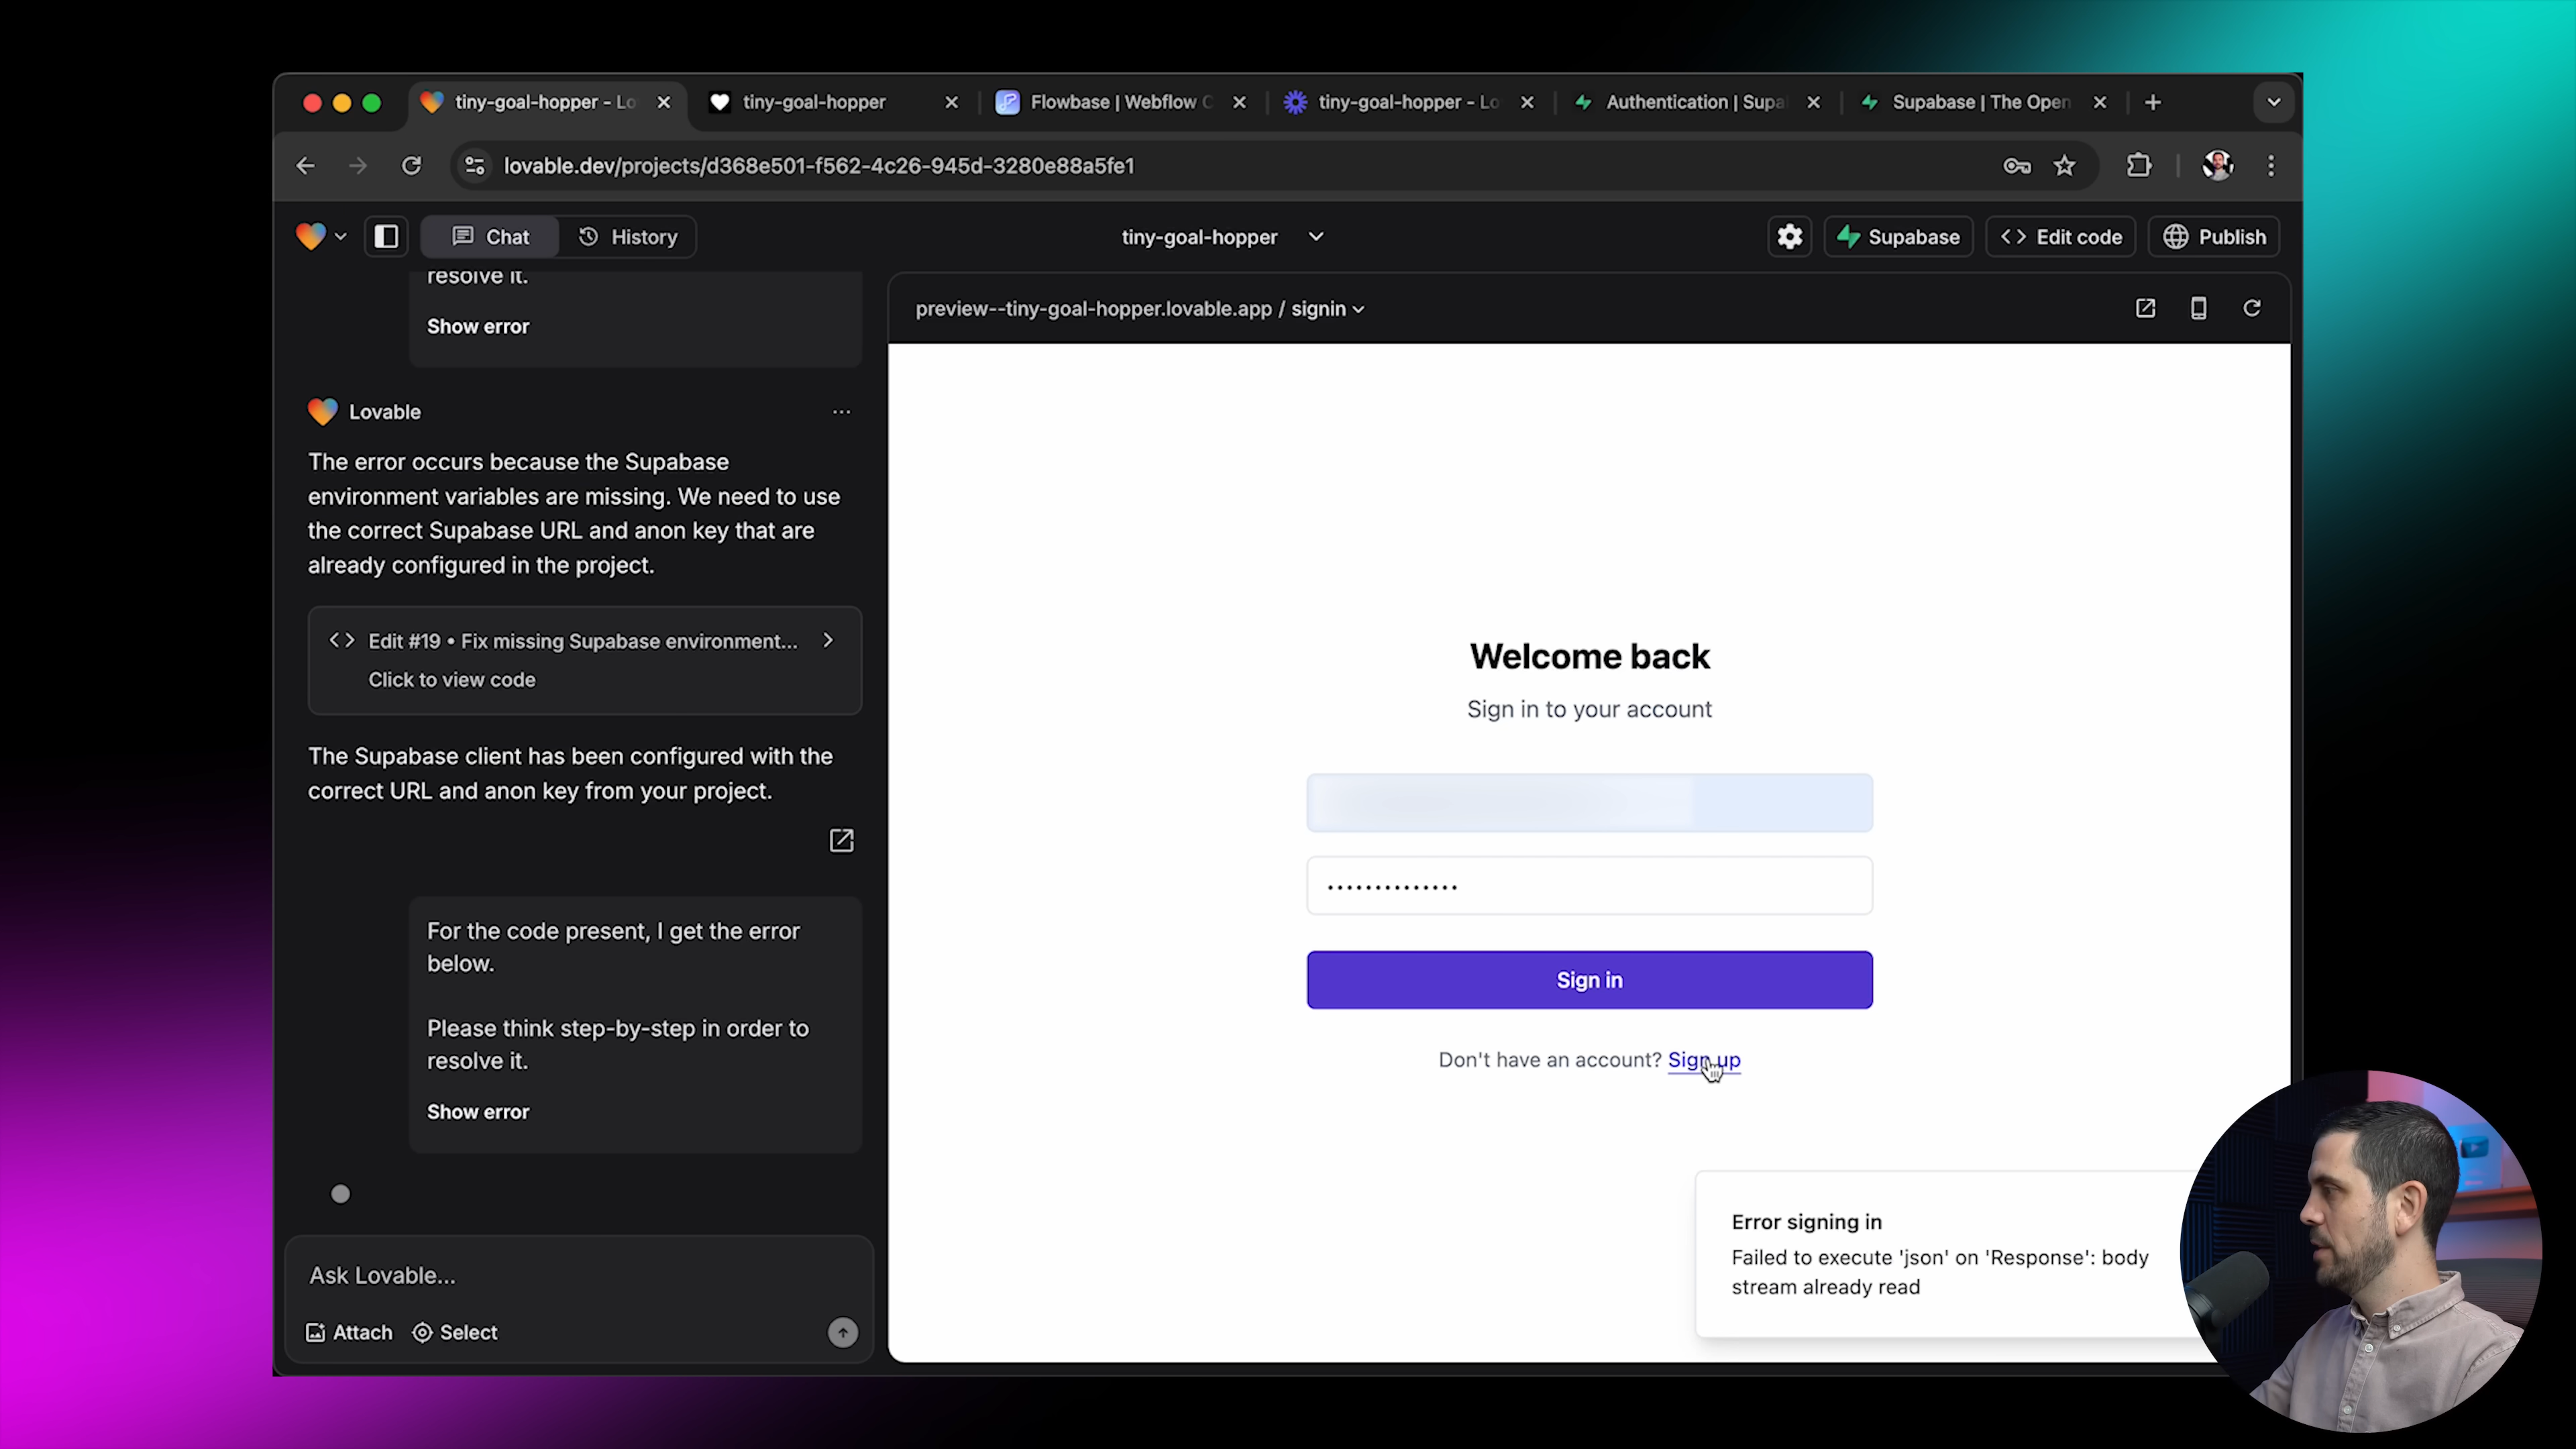 tiny-goal-hopper - Lo
tiny-goal-hopper
Flowbase | Webflow C
tiny-goal-hopper - Lo
Authentication | Supa
Supabase | The Open
lovable.dev/projects/d368e501-f562-4c26-945d-3280e88a5fe1
Chat
History
tiny-goal-hopper
Supabase
Edit code
Publish
resolve it.
Show error
Lovable
The error occurs because the Supabase
environment variables are missing. We need to use
the correct Supabase URL and anon key that are
already configured in the project.
Edit #19 • Fix missing Supabase environment...
Click to view code
The Supabase client has been configured with the
correct URL and anon key from your project.
For the code present, I get the error
below.
Please think step-by-step in order to
resolve it.
Show error
Ask Lovable...
Attach
Select
preview--tiny-goal-hopper.lovable.app / signin
Welcome back
Sign in to your account
••••••••••••••
Sign in
Don't have an account? Sign up
Error signing in
Failed to execute 'json' on 'Response': body
stream already read